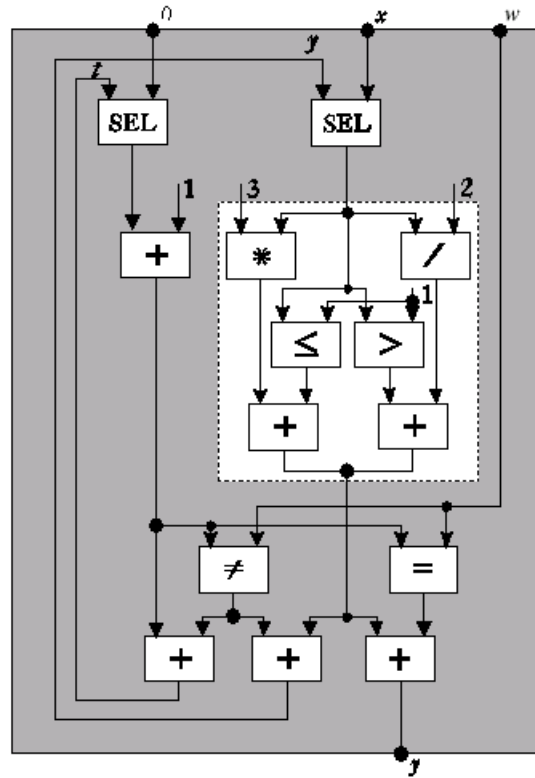 0 x w
y
t
SEL SEL
1 3 2
+ * /
1
≤ >
+ +
≠ =
+ + +
y